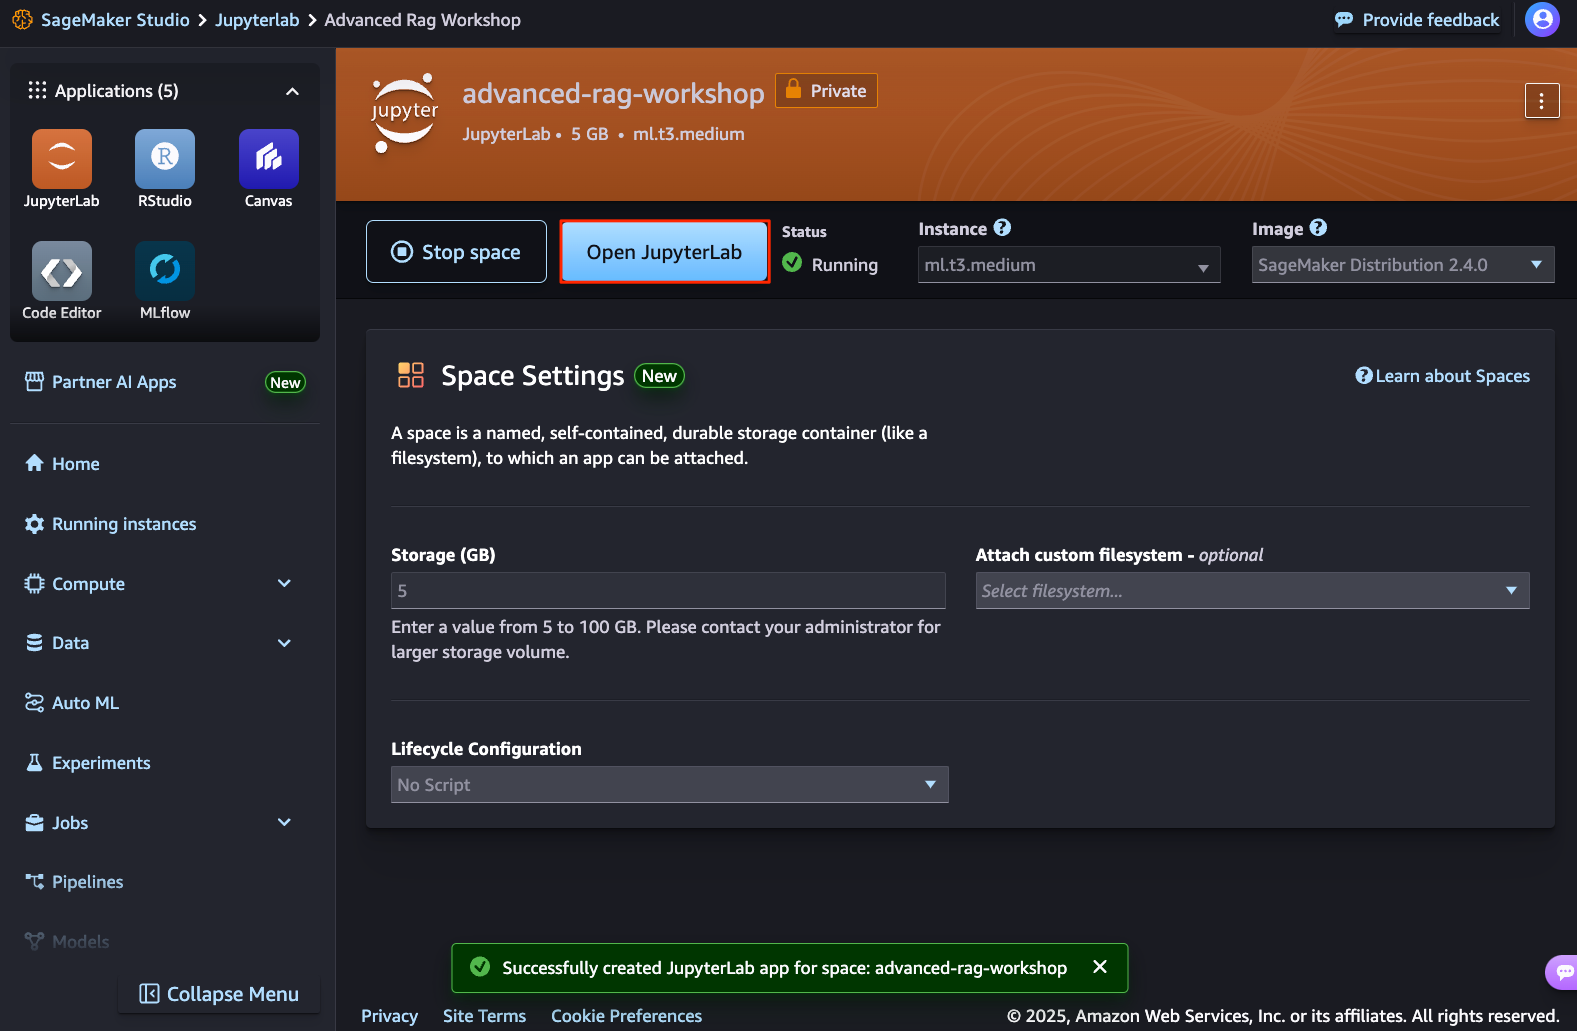 SageMaker Studio > Jupyterlab > Advanced Rag Workshop
Provide feedback
Applications (5)
JupyterLab
R
RStudio
Canvas
Code Editor
MLflow
Partner AI Apps
New
Home
Running instances
Compute
Data
Auto ML
Experiments
Jobs
Pipelines
Models
Collapse Menu
jupyter
advanced-rag-workshop
Private
JupyterLab • 5 GB • ml.t3.medium
Stop space
Open JupyterLab
Status
Running
Instance ?
ml.t3.medium
Image ?
SageMaker Distribution 2.4.0
Space Settings
New
? Learn about Spaces
A space is a named, self-contained, durable storage container (like a
filesystem), to which an app can be attached.
Storage (GB)
5
Enter a value from 5 to 100 GB. Please contact your administrator for
larger storage volume.
Attach custom filesystem - optional
Select filesystem...
Lifecycle Configuration
No Script
Successfully created JupyterLab app for space: advanced-rag-workshop
Privacy
Site Terms
Cookie Preferences
© 2025, Amazon Web Services, Inc. or its affiliates. All rights reserved.